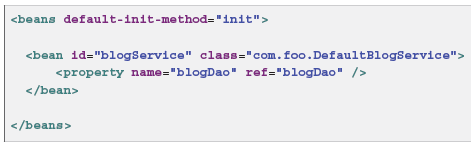 <beans default-init-method="init">
<bean id="blogService" class="com.foo.DefaultBlogService">
<property name="blogDao" ref="blogDao" />
</bean>
</beans>